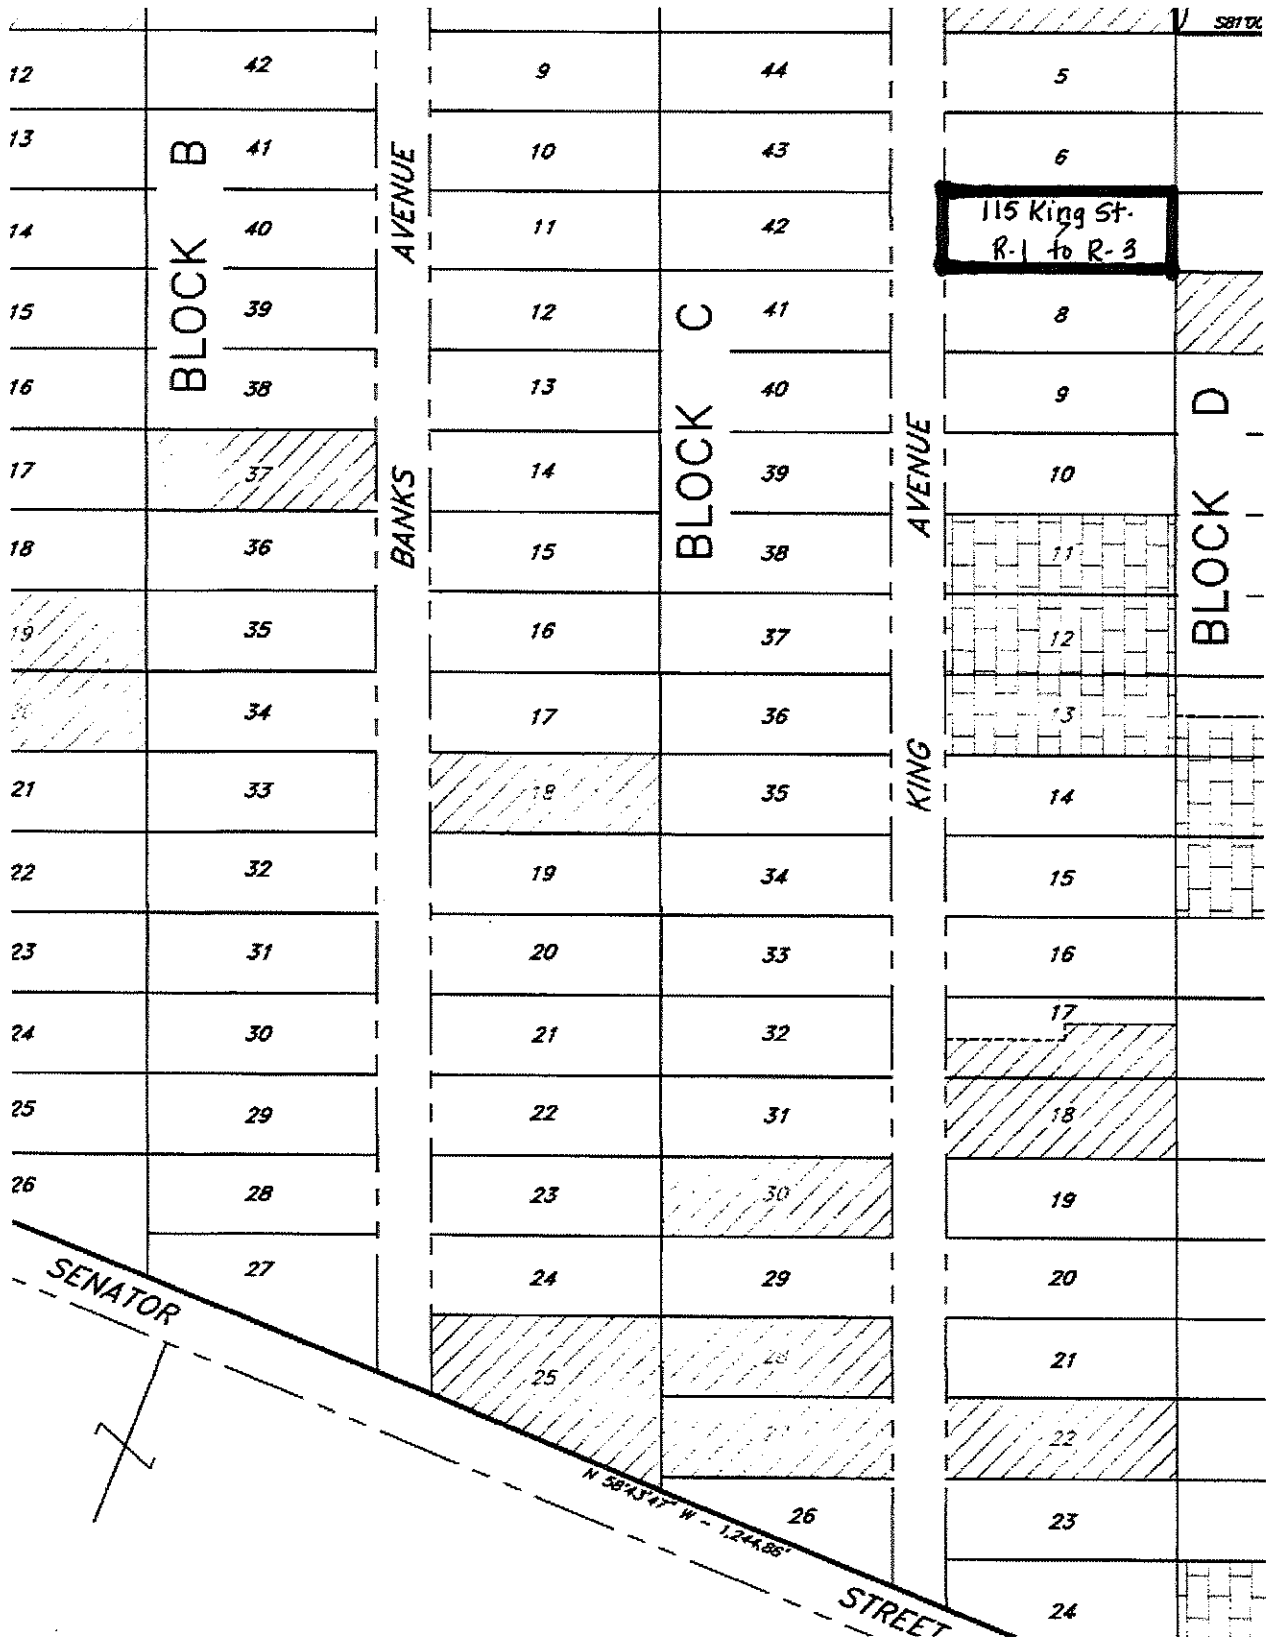 S81°00
12 42 9 44 5
13 41 10 43 6
14 40 11 42 115 King St.
R-1 to R-3
15 39 12 41 8
16 38 13 40 9
17 37 14 39 10
18 36 15 38 11
19 35 16 37 12
34 17 36 13
21 33 18 35 14
22 32 19 34 15
23 31 20 33 16
24 30 21 32 17
25 29 22 31 18
26 28 23 30 19
27 24 29 20
25 28 21
22
26 23
24
BLOCK B
BANKS AVENUE
BLOCK C
KING AVENUE
BLOCK D
SENATOR STREET
N 58°43'47" W - 1,244.86'